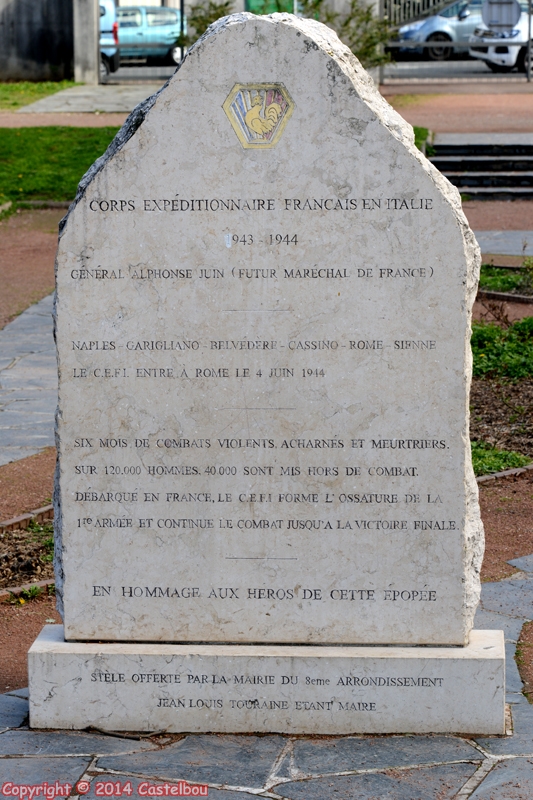 CORPS EXPÉDITIONNAIRE FRANCAIS EN ITALIE
1943 - 1944
GÉNÉRAL ALPHONSE JUIN ( FUTUR MARÉCHAL DE FRANCE )
NAPLES - GARIGLIANO - BELVEDERE - CASSINO - ROME - SIENNE
LE C.E.F.I. ENTRE À ROME LE 4 JUIN 1944
SIX MOIS DE COMBATS VIOLENTS, ACHARNÉS ET MEURTRIERS.
SUR 120.000 HOMMES, 40.000 SONT MIS HORS DE COMBAT.
DÉBARQUÉ EN FRANCE, LE C.E.F.I FORME L'OSSATURE DE LA
1re ARMÉE ET CONTINUE LE COMBAT JUSQU'A LA VICTOIRE FINALE.
EN HOMMAGE AUX HEROS DE CETTE ÉPOPÉE
STÈLE OFFERTE PAR LA MAIRIE DU 8eme ARRONDISSEMENT
JEAN LOUIS TOURAINE ETANT MAIRE
Copyright © 2014 Castelbou